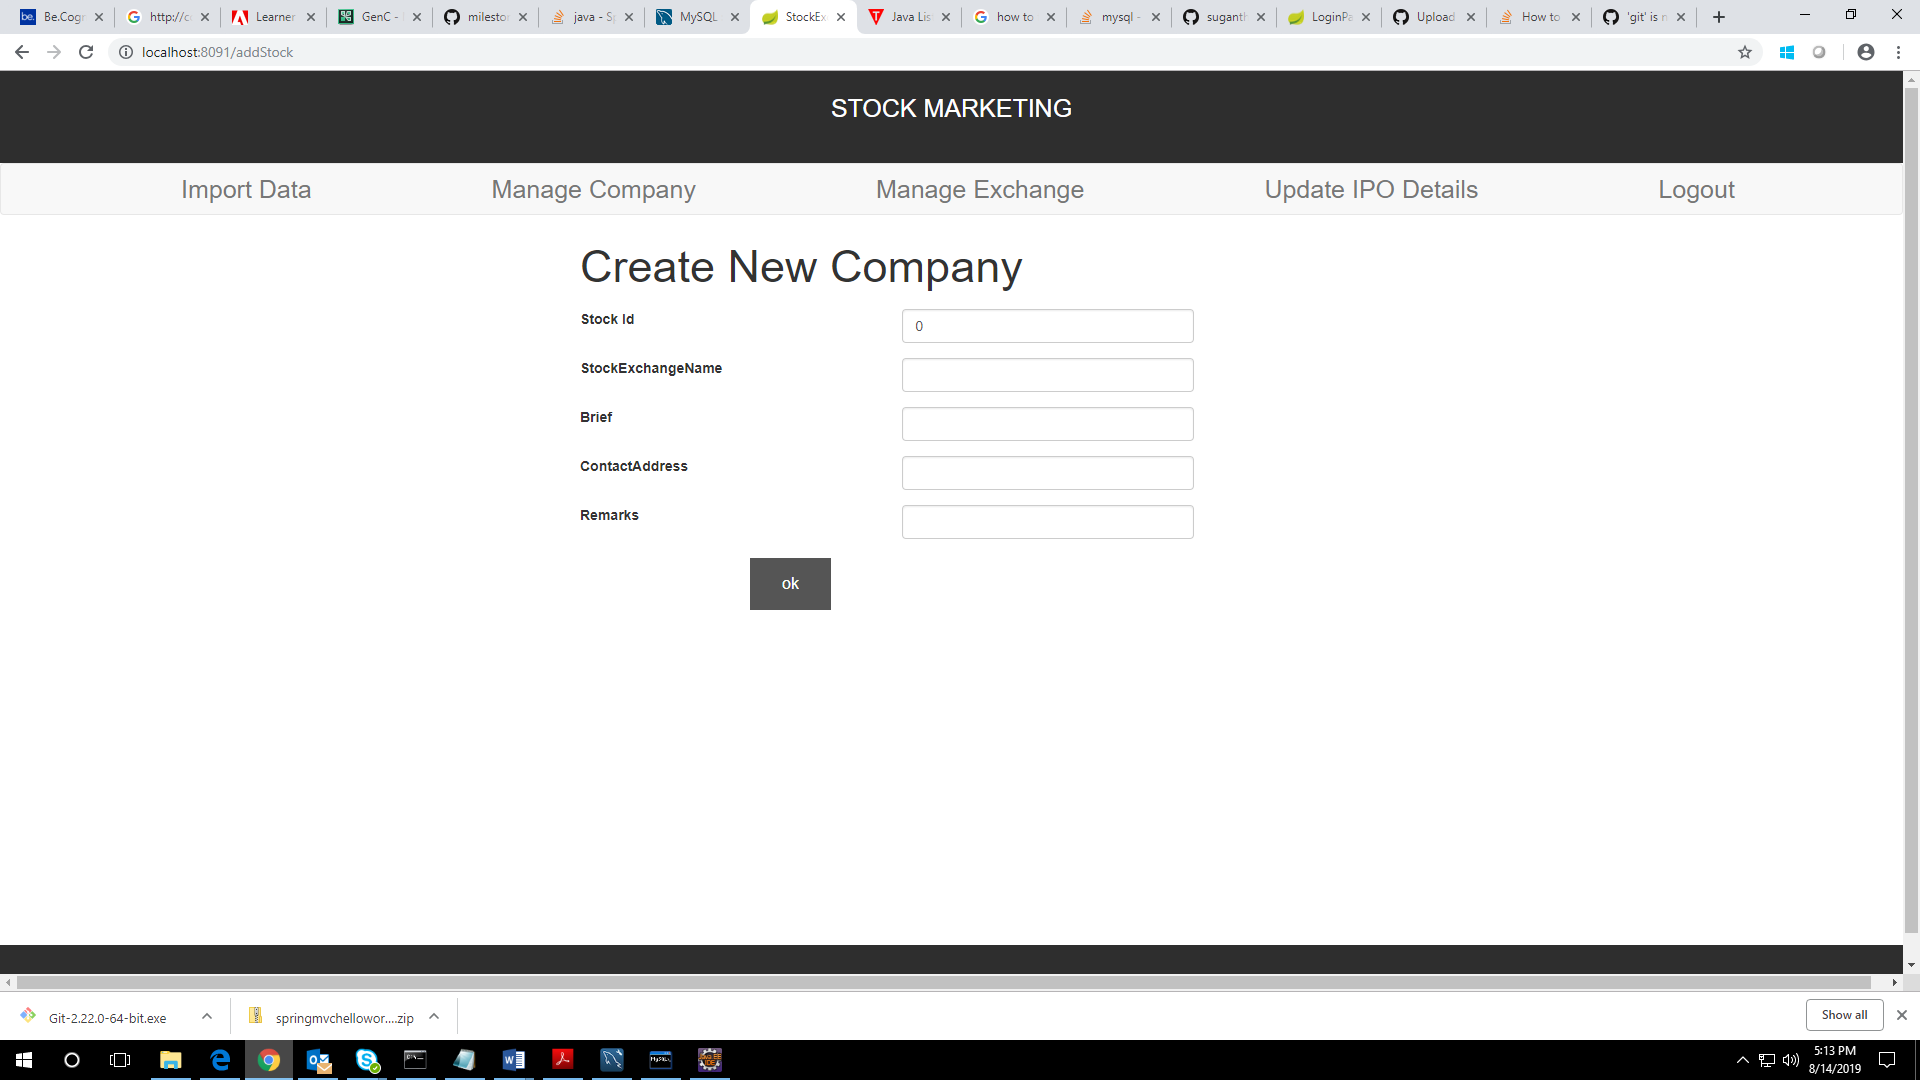 Be.Cogn
http://c
Learner
GenC -
milesto
java - S
MySQL
StockEx
Java Lis
how to
mysql -
sugant
LoginPa
Upload
How to
'git' is n
localhost:8091/addStock
STOCK MARKETING
Import Data Manage Company Manage Exchange Update IPO Details Logout
Create New Company
Stock Id 0
StockExchangeName
Brief
ContactAddress
Remarks
ok
Git-2.22.0-64-bit.exe springmvchellowor....zip Show all
5:13 PM
8/14/2019